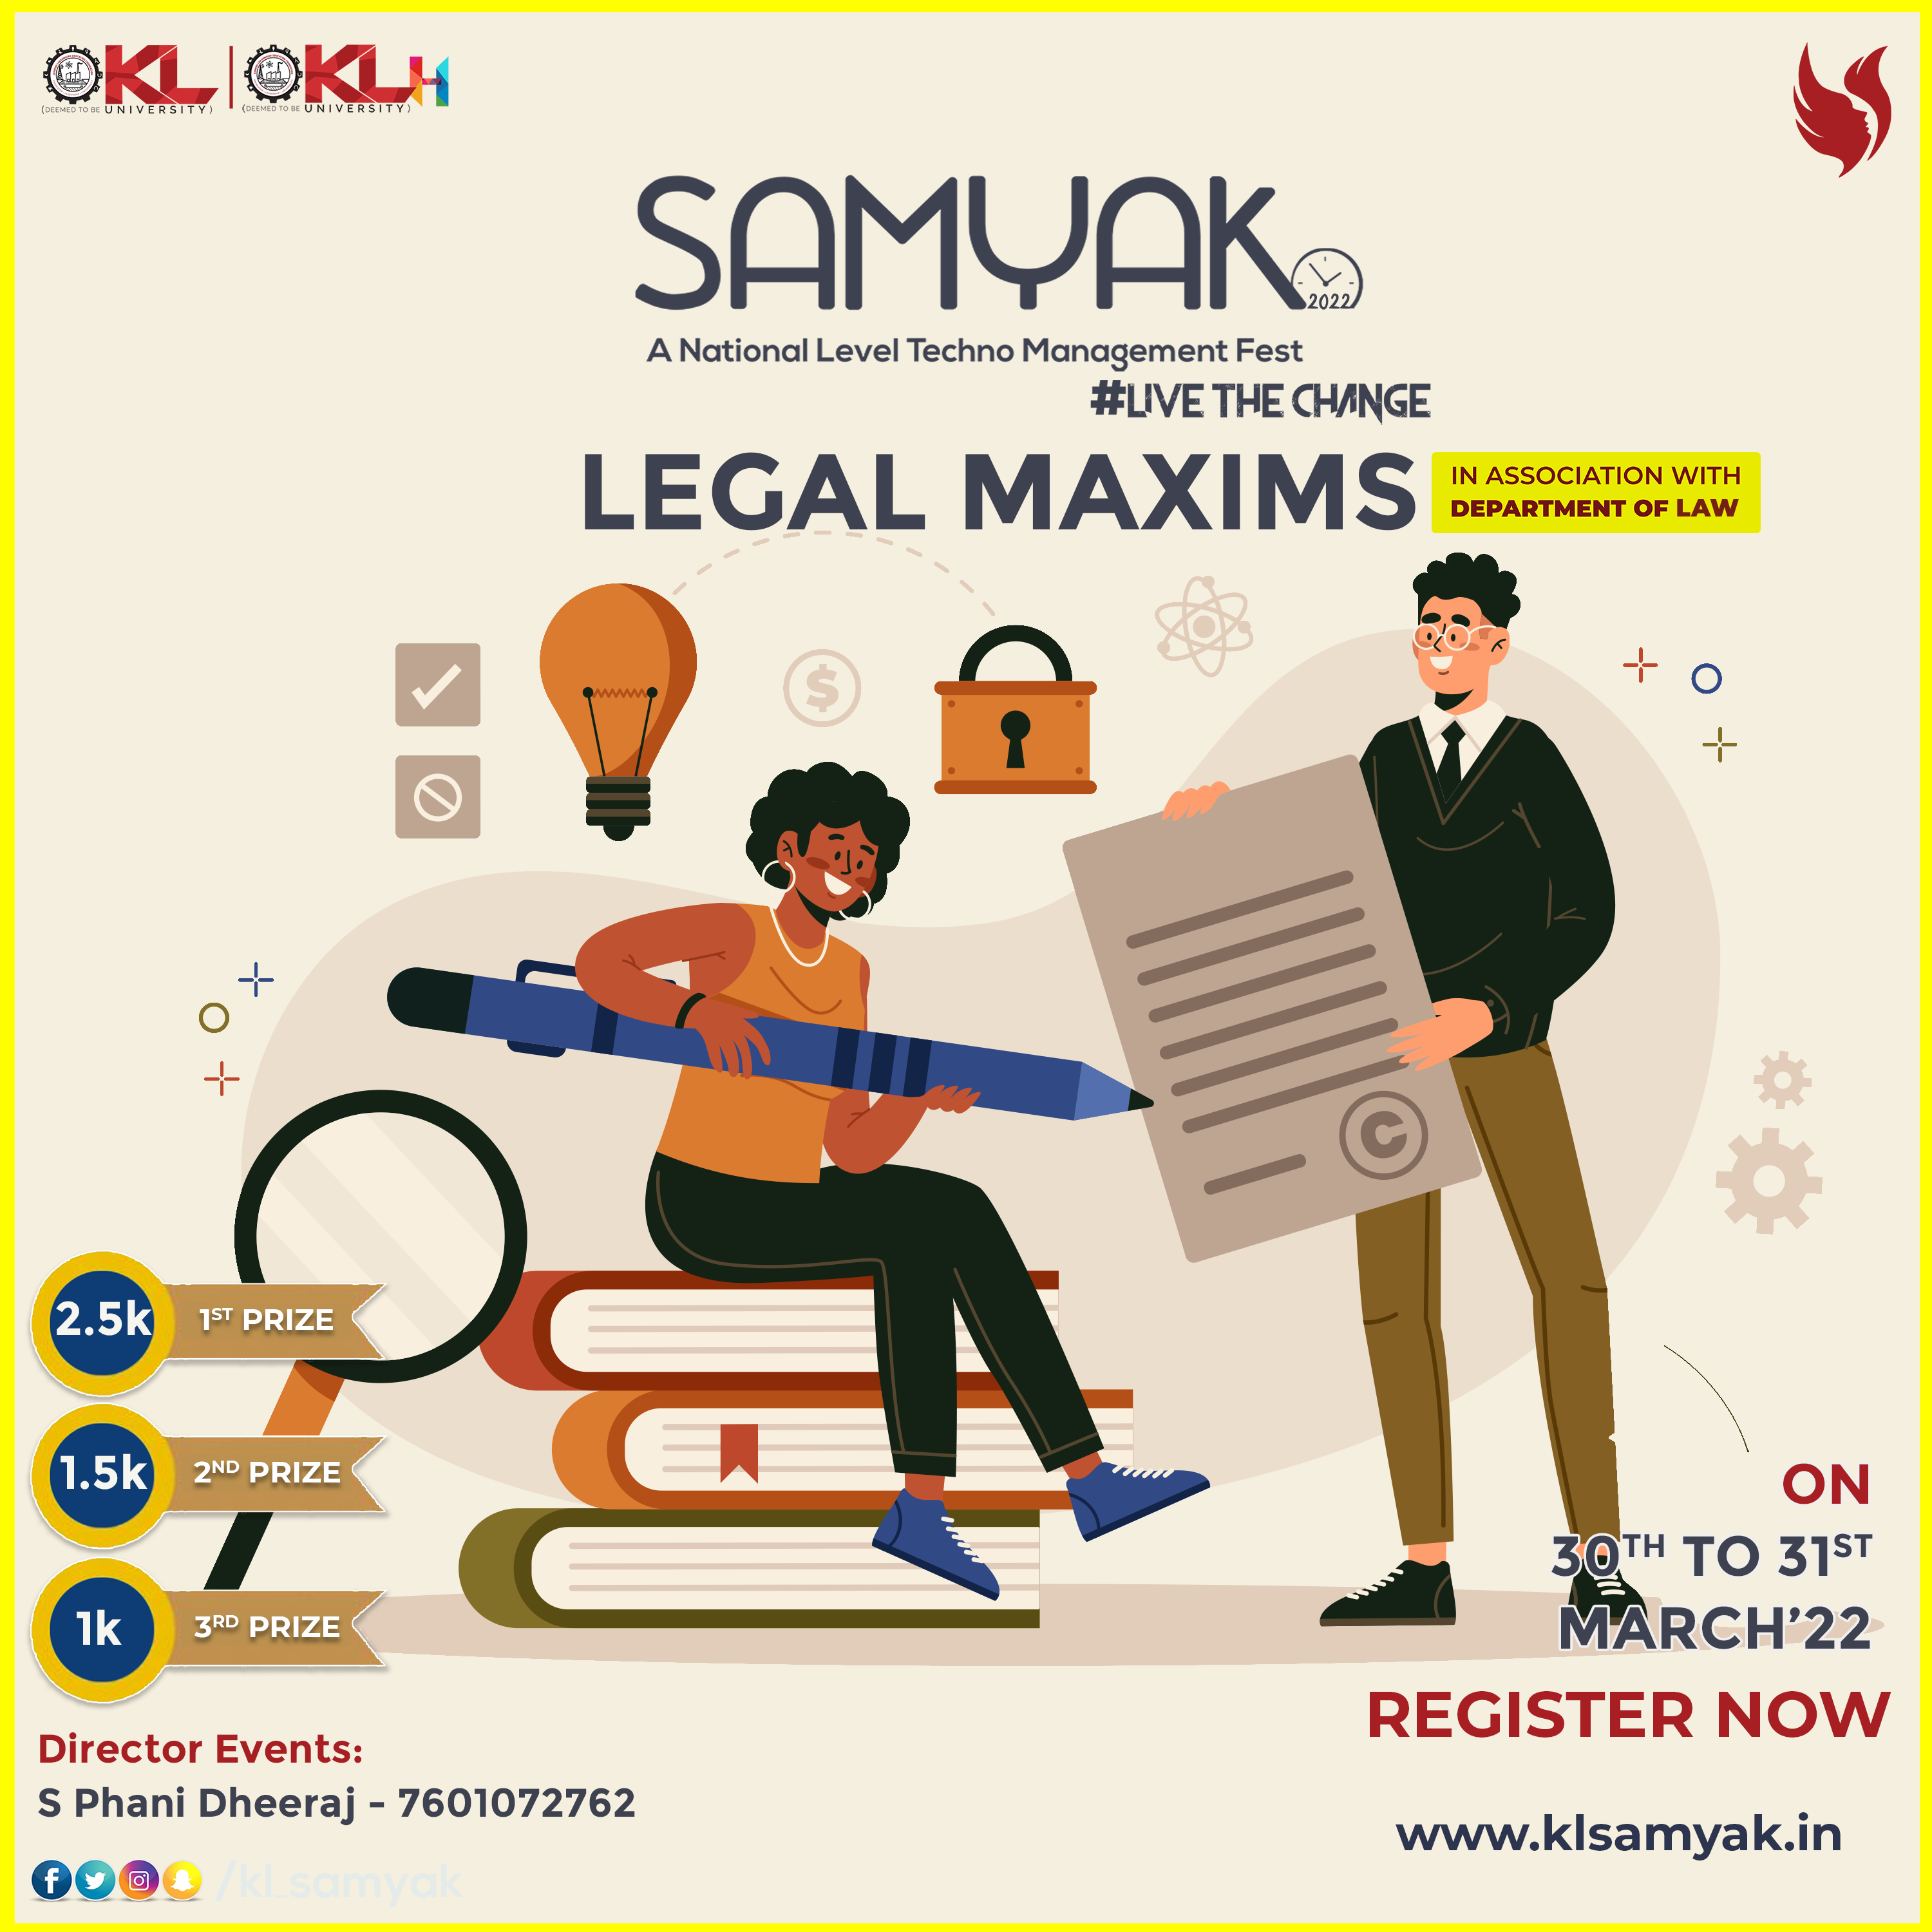 KL | KLH
(DEEMED TO BE UNIVERSITY) (DEEMED TO BE UNIVERSITY)
SAMYAK
2022
A National Level Techno Management Fest
#LIVE THE CHANGE
LEGAL MAXIMS
IN ASSOCIATION WITH
DEPARTMENT OF LAW
$
C
2.5k 1ST PRIZE
1.5k 2ND PRIZE
1k 3RD PRIZE
ON
30TH TO 31ST
MARCH'22
REGISTER NOW
Director Events:
S Phani Dheeraj - 7601072762
www.klsamyak.in
/kl_samyak